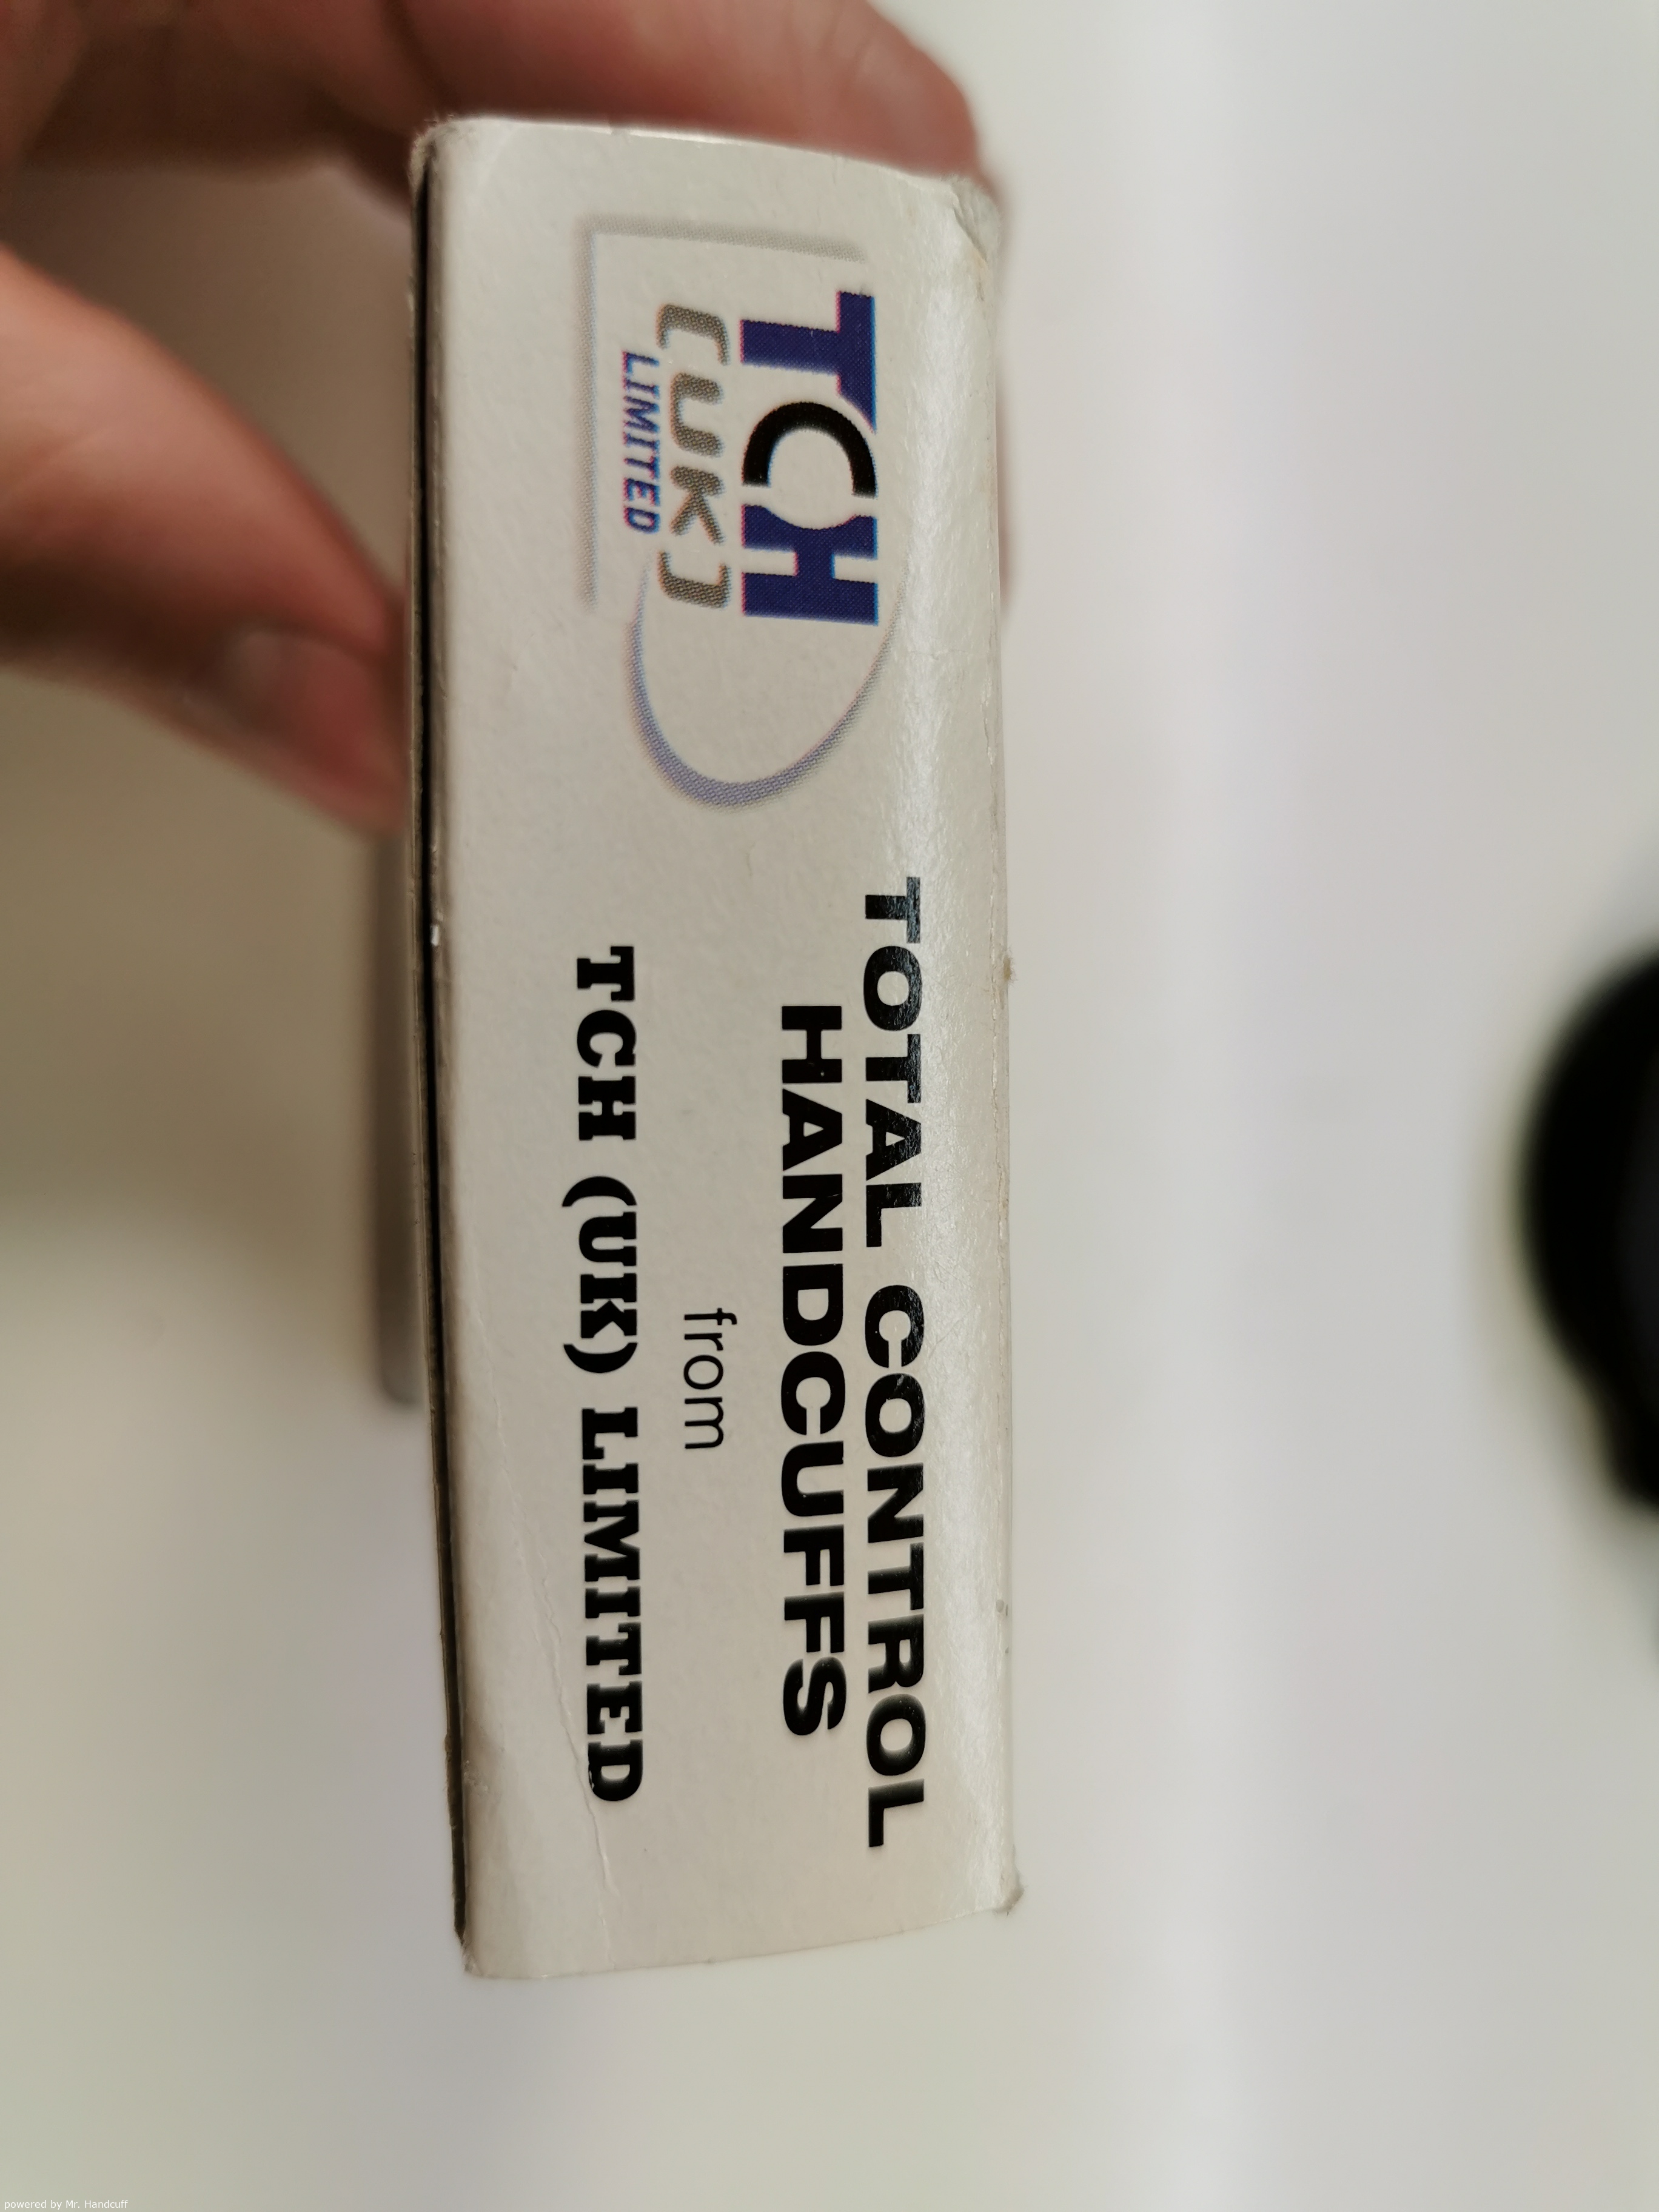 TCH
(UK)
LIMITED
TOTAL CONTROL
HANDCUFFS
from
TCH (UK) LIMITED
powered by Mr. Handcuff